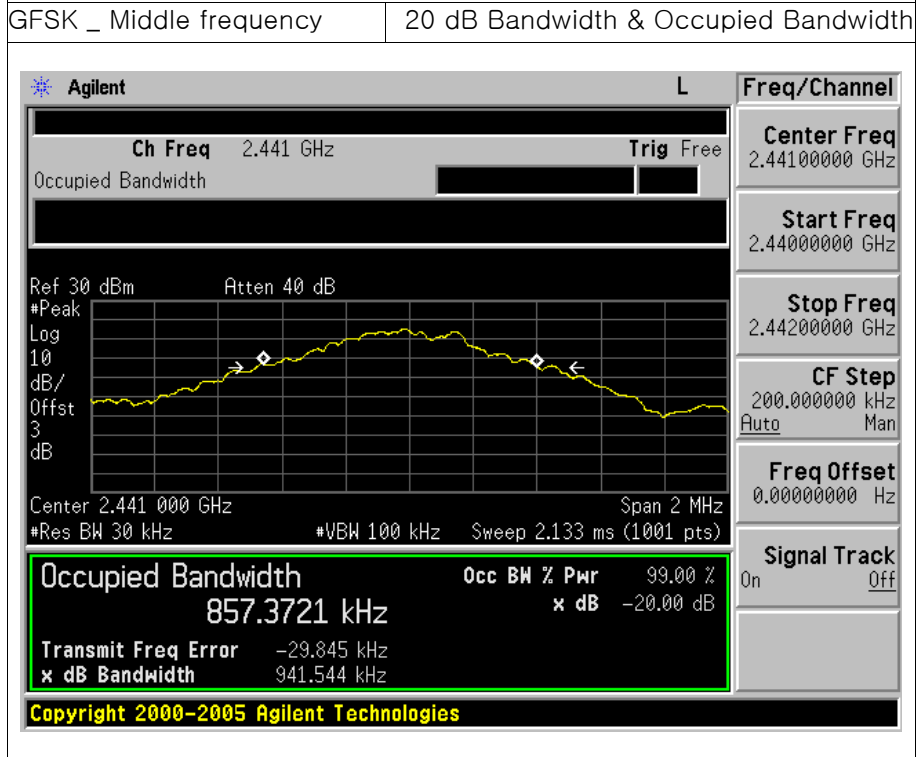 GFSK _ Middle frequency 20 dB Bandwidth & Occupied Bandwidth
Agilent L Freq/Channel
Ch Freq 2.441 GHz Trig Free
Occupied Bandwidth
Center Freq
2.44100000 GHz
Start Freq
2.44000000 GHz
Stop Freq
2.44200000 GHz
CF Step
200.000000 kHz
Auto Man
Freq Offset
0.00000000 Hz
Signal Track
On Off
Ref 30 dBm Atten 40 dB
#Peak
Log
10
dB/
Offst
3
dB
Center 2.441 000 GHz Span 2 MHz
#Res BW 30 kHz #VBW 100 kHz Sweep 2.133 ms (1001 pts)
Occupied Bandwidth Occ BW % Pwr 99.00 %
857.3721 kHz x dB -20.00 dB
Transmit Freq Error -29.845 kHz
x dB Bandwidth 941.544 kHz
Copyright 2000-2005 Agilent Technologies